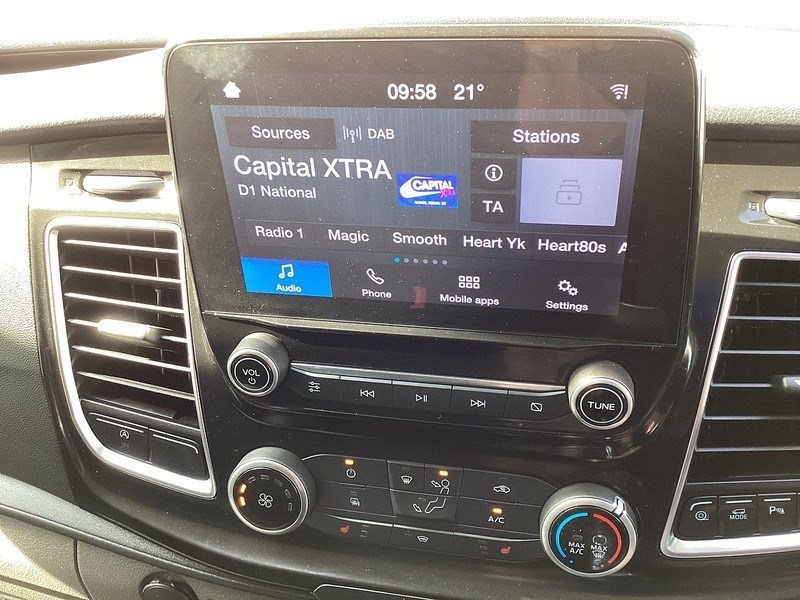 09:58 21°
Sources DAB Stations
Capital XTRA
D1 National
CAPITAL
XTRA
i
TA
Radio 1 Magic Smooth Heart Yk Heart80s A
Audio Phone Mobile apps Settings
VOL
TUNE
A
A/C
MAX
A/C
MAX
MODE
P